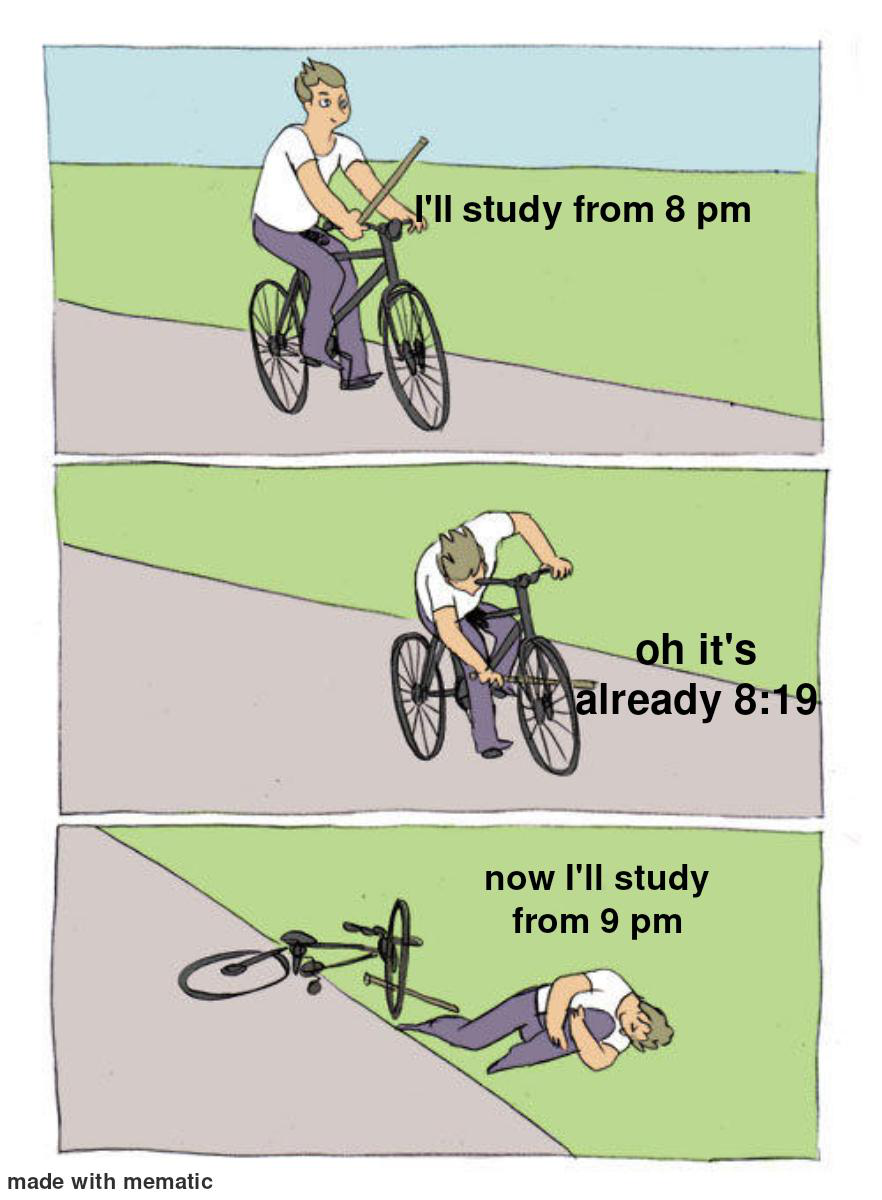 I'll study from 8 pm
oh it's
already 8:19
now I'll study
from 9 pm
made with mematic